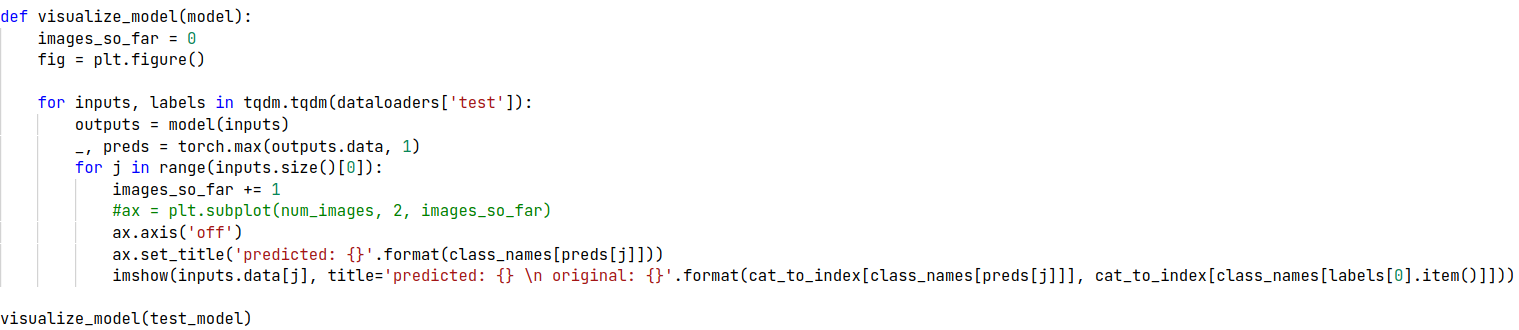 def visualize_model(model):
    images_so_far = 0
    fig = plt.figure()

    for inputs, labels in tqdm.tqdm(dataloaders['test']):
        outputs = model(inputs)
        _, preds = torch.max(outputs.data, 1)
        for j in range(inputs.size()[0]):
            images_so_far += 1
            #ax = plt.subplot(num_images, 2, images_so_far)
            ax.axis('off')
            ax.set_title('predicted: {}'.format(class_names[preds[j]]))
            imshow(inputs.data[j], title='predicted: {} \n original: {}'.format(cat_to_index[class_names[preds[j]]], cat_to_index[class_names[labels[0].item()]]))

visualize_model(test_model)